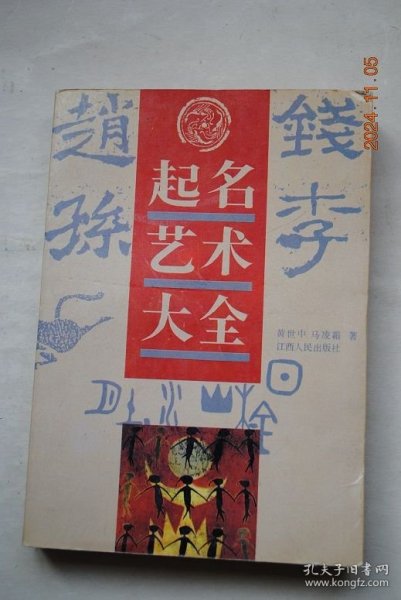 2024.11.05
趙 錢
孫 李
起名
艺术
大全
黄世中 马凌霜 著
江西人民出版社
孔夫子旧书网
www.kongfz.com